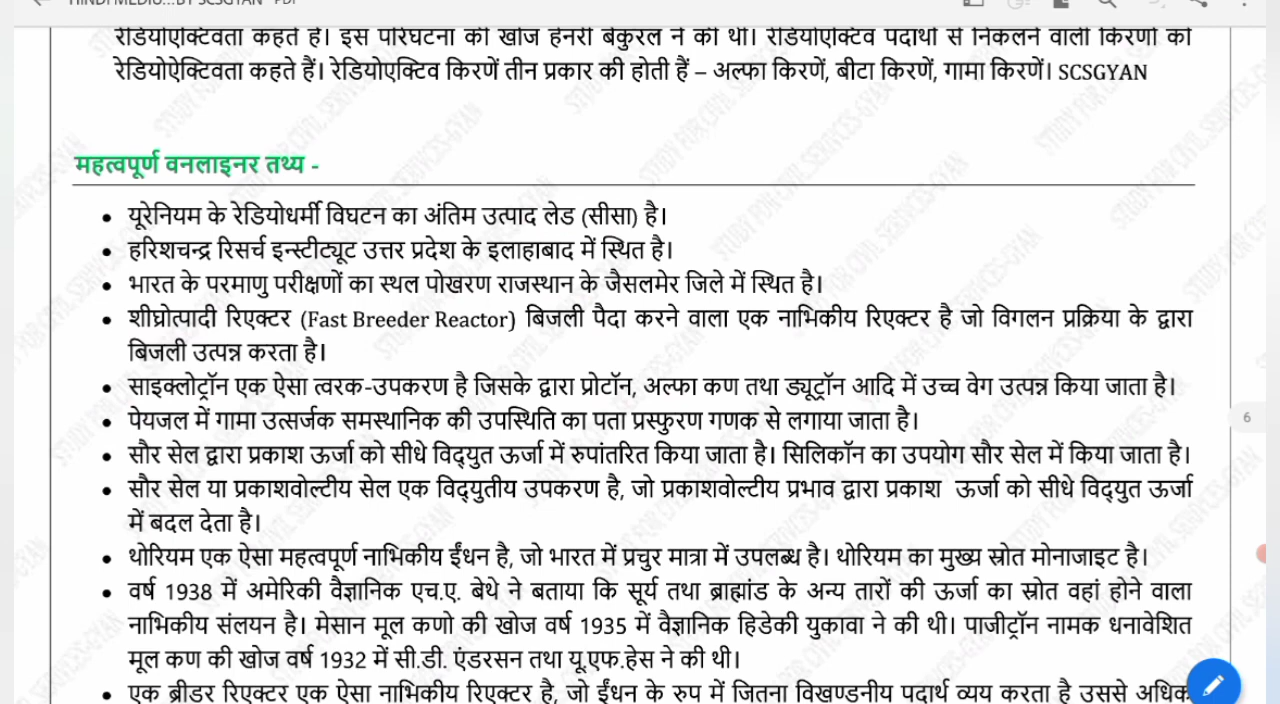 HINDI MEDIU...BY SCSGYAN PDF
रेडियोएक्टिवता कहते हैं। इस परिघटना की खोज हेनरी बेकुरल ने की थी। रेडियोएक्टिव पदार्थों से निकलने वाली किरणों को
रेडियोऐक्टिवता कहते हैं। रेडियोएक्टिव किरणें तीन प्रकार की होती हैं – अल्फा किरणें, बीटा किरणें, गामा किरणें। SCSGYAN
महत्वपूर्ण वनलाइनर तथ्य -
• यूरेनियम के रेडियोधर्मी विघटन का अंतिम उत्पाद लेड (सीसा) है।
• हरिशचन्द्र रिसर्च इन्स्टीट्यूट उत्तर प्रदेश के इलाहाबाद में स्थित है।
• भारत के परमाणु परीक्षणों का स्थल पोखरण राजस्थान के जैसलमेर जिले में स्थित है।
• शीघ्रोत्पादी रिएक्टर (Fast Breeder Reactor) बिजली पैदा करने वाला एक नाभिकीय रिएक्टर है जो विगलन प्रक्रिया के द्वारा
बिजली उत्पन्न करता है।
• साइक्लोट्रॉन एक ऐसा त्वरक-उपकरण है जिसके द्वारा प्रोटॉन, अल्फा कण तथा ड्यूट्रॉन आदि में उच्च वेग उत्पन्न किया जाता है।
• पेयजल में गामा उत्सर्जक समस्थानिक की उपस्थिति का पता प्रस्फुरण गणक से लगाया जाता है।
• सौर सेल द्वारा प्रकाश ऊर्जा को सीधे विद्युत ऊर्जा में रुपांतरित किया जाता है। सिलिकॉन का उपयोग सौर सेल में किया जाता है।
• सौर सेल या प्रकाशवोल्टीय सेल एक विद्युतीय उपकरण है, जो प्रकाशवोल्टीय प्रभाव द्वारा प्रकाश ऊर्जा को सीधे विद्युत ऊर्जा
में बदल देता है।
• थोरियम एक ऐसा महत्वपूर्ण नाभिकीय ईंधन है, जो भारत में प्रचुर मात्रा में उपलब्ध है। थोरियम का मुख्य स्रोत मोनाजाइट है।
• वर्ष 1938 में अमेरिकी वैज्ञानिक एच.ए. बेथे ने बताया कि सूर्य तथा ब्राह्मांड के अन्य तारों की ऊर्जा का स्रोत वहां होने वाला
नाभिकीय संलयन है। मेसान मूल कणो की खोज वर्ष 1935 में वैज्ञानिक हिडेकी युकावा ने की थी। पाजीट्रॉन नामक धनावेशित
मूल कण की खोज वर्ष 1932 में सी.डी. एंडरसन तथा यू.एफ.हेस ने की थी।
• एक ब्रीडर रिएक्टर एक ऐसा नाभिकीय रिएक्टर है, जो ईंधन के रुप में जितना विखण्डनीय पदार्थ व्यय करता है उससे अधिक
6